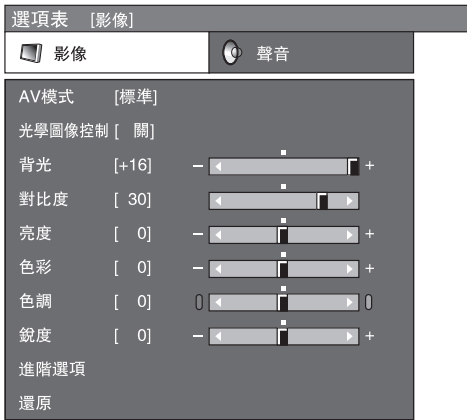 選項表 [影像]
影像 聲音
AV模式 [標準]
光學圖像控制 [ 關]
背光 [+16] − +
對比度 [ 30]
亮度 [ 0] − +
色彩 [ 0] − +
色調 [ 0]
銳度 [ 0] − +
進階選項
還原